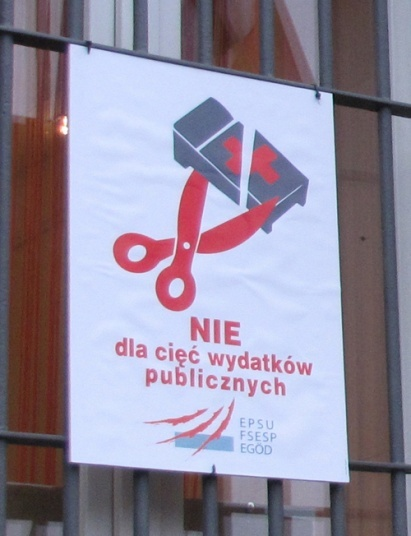 NIE
dla cięć wydatków
publicznych
EPSU
FSESP
EGÖD